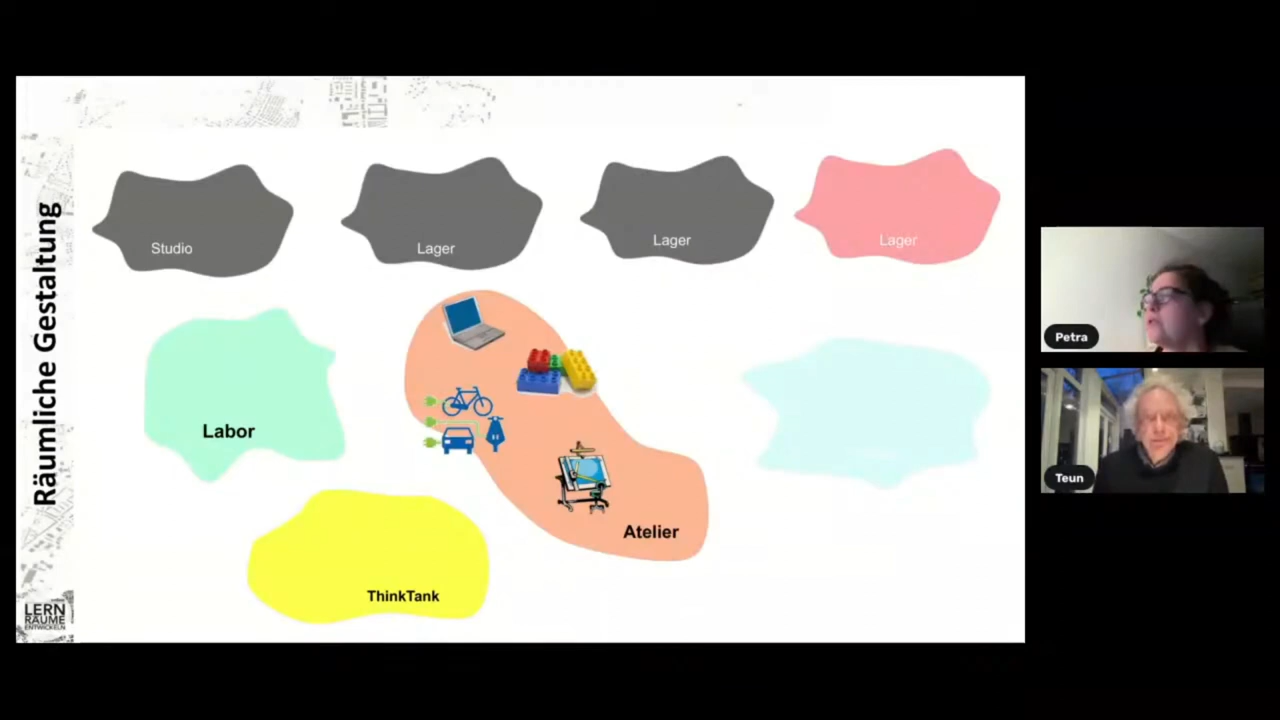 Räumliche Gestaltung
Studio
Lager
Lager
Lager
Labor
Atelier
ThinkTank
LERN
RÄUME
ENTWICKELN
Petra
Teun